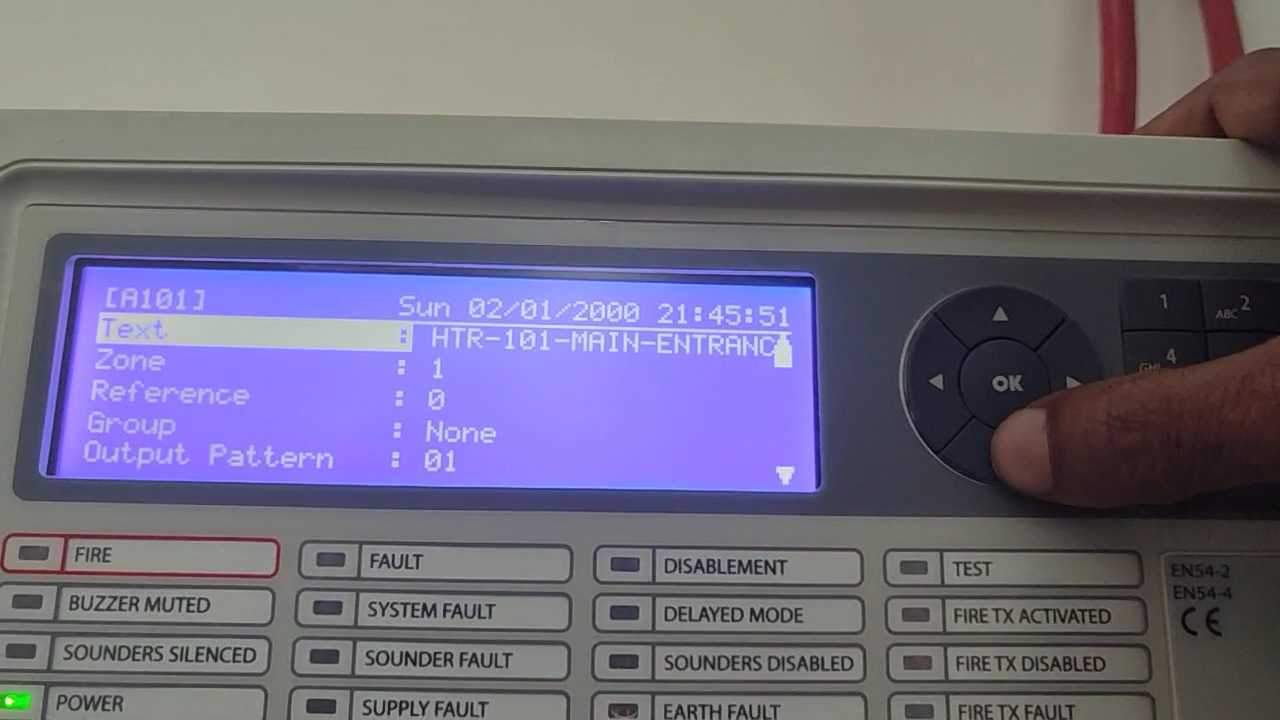 [A101] Sun 02/01/2000 21:45:51
Text : HTR-101-MAIN-ENTRANC
Zone : 1
Reference : 0
Group : None
Output Pattern : 01
OK
1
ABC 2
4
FIRE
FAULT
DISABLEMENT
TEST
BUZZER MUTED
SYSTEM FAULT
DELAYED MODE
FIRE TX ACTIVATED
SOUNDERS SILENCED
SOUNDER FAULT
SOUNDERS DISABLED
FIRE TX DISABLED
POWER
SUPPLY FAULT
EARTH FAULT
FIRE TX FAULT
EN54-2
EN54-4
CE